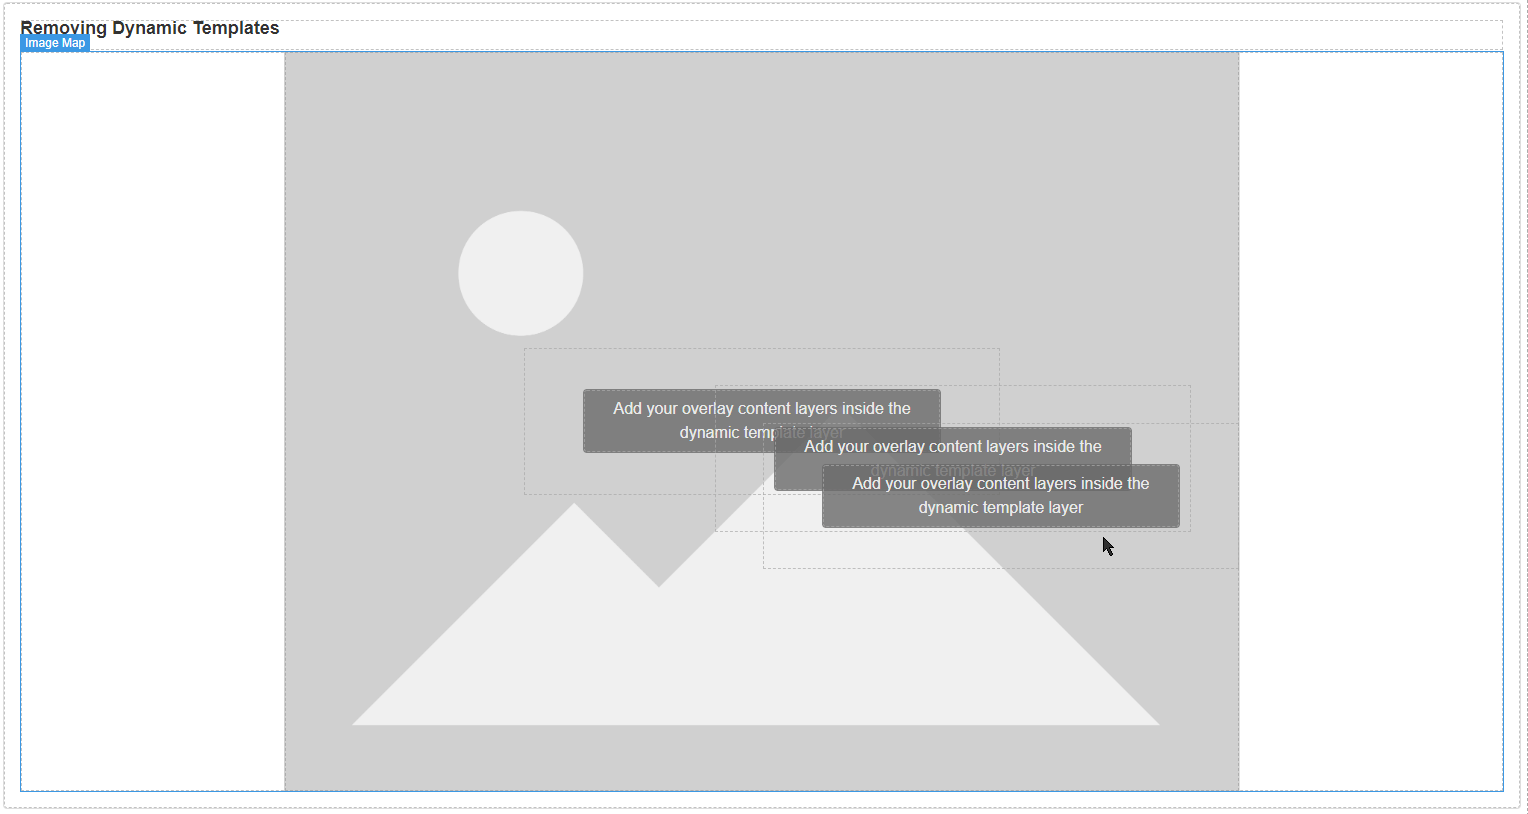 Removing Dynamic Templates
Image Map
Add your overlay content layers inside the
dynamic template layer
Add your overlay content layers inside the
dynamic template layer
Add your overlay content layers inside the
dynamic template layer